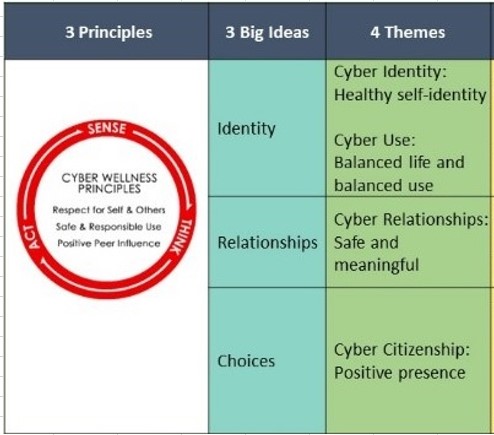 3 Principles
3 Big Ideas
4 Themes
SENSE
THINK
ACT
CYBER WELLNESS
PRINCIPLES
Respect for Self & Others
Safe & Responsible Use
Positive Peer Influence
Identity
Cyber Identity:
Healthy self-identity
Cyber Use:
Balanced life and
balanced use
Relationships
Cyber Relationships:
Safe and
meaningful
Choices
Cyber Citizenship:
Positive presence